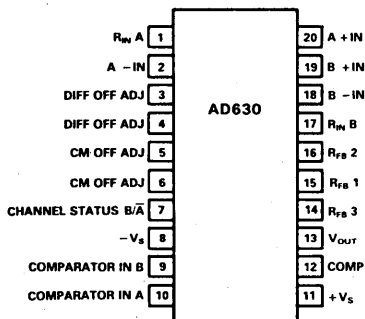 R_IN A 1
A −IN 2
DIFF OFF ADJ 3
DIFF OFF ADJ 4
CM OFF ADJ 5
CM OFF ADJ 6
CHANNEL STATUS B/A̅ 7
−V_S 8
COMPARATOR IN B 9
COMPARATOR IN A 10
AD630
20 A +IN
19 B +IN
18 B −IN
17 R_IN B
16 R_FB 2
15 R_FB 1
14 R_FB 3
13 V_OUT
12 COMP
11 +V_S